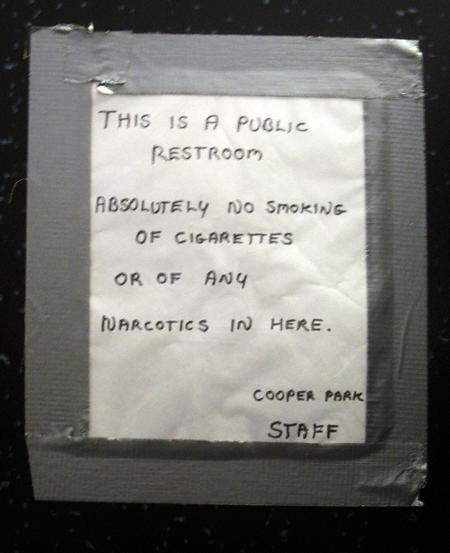 THIS IS A PUBLIC
RESTROOM
ABSOLUTELY NO SMOKING
OF CIGARETTES
OR OF ANY
NARCOTICS IN HERE.
COOPER PARK
STAFF